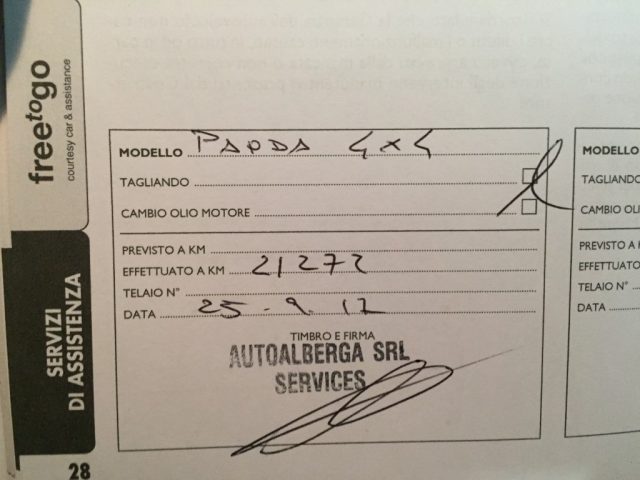 freetogo
courtesy car & assistance
SERVIZI
DI ASSISTENZA
28
MODELLO PANDA 4x4
TAGLIANDO
CAMBIO OLIO MOTORE
PREVISTO A KM
EFFETTUATO A KM 21272
TELAIO N°
DATA 25-9.12
TIMBRO E FIRMA
AUTOALBERGA SRL
SERVICES
MODELLO
TAGLIANDO
CAMBIO OLI
PREVISTO A K
EFFETTUATO A
TELAIO N°
DATA